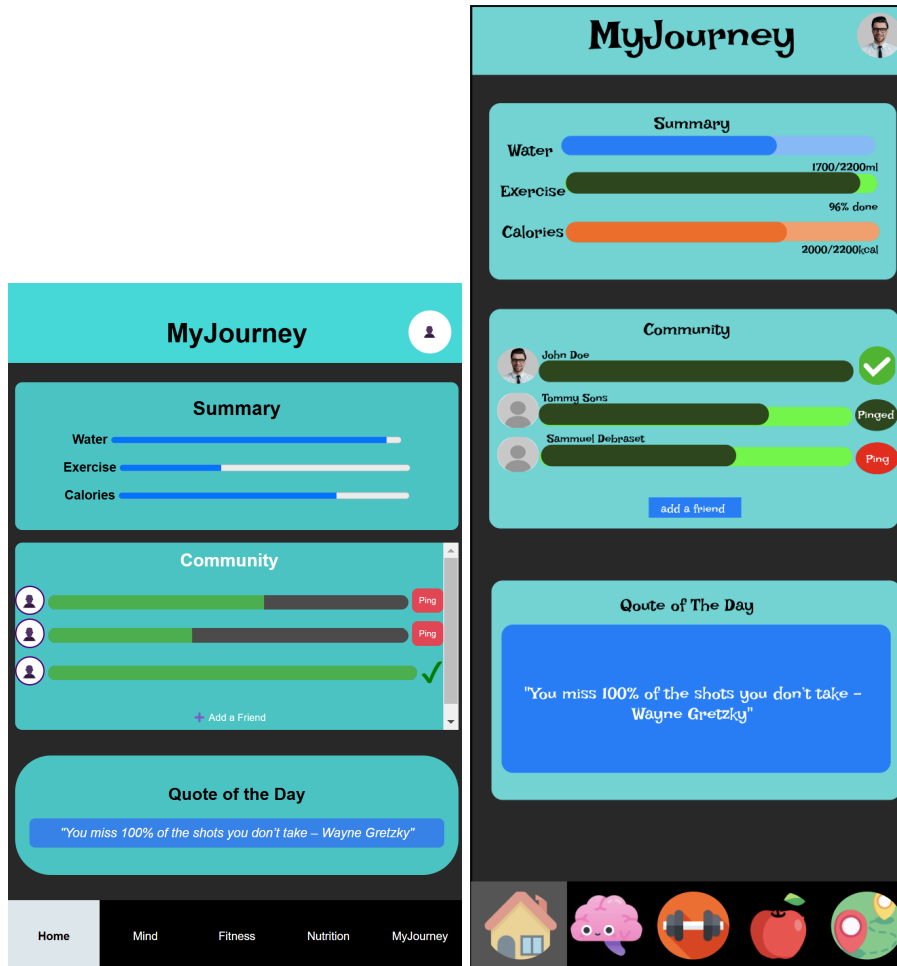 MyJourney
Summary
Water
Exercise
Calories
Community
Ping
Ping
Add a Friend
Quote of the Day
"You miss 100% of the shots you don't take – Wayne Gretzky"
Home Mind Fitness Nutrition MyJourney
MyJourney
Summary
Water
1700/2200ml
Exercise
96% done
Calories
2000/2200kcal
Community
John Doe
Tommy Sons
Pinged
Sammuel Debraset
Ping
add a friend
Qoute of The Day
"You miss 100% of the shots you don't take –
Wayne Gretzky"